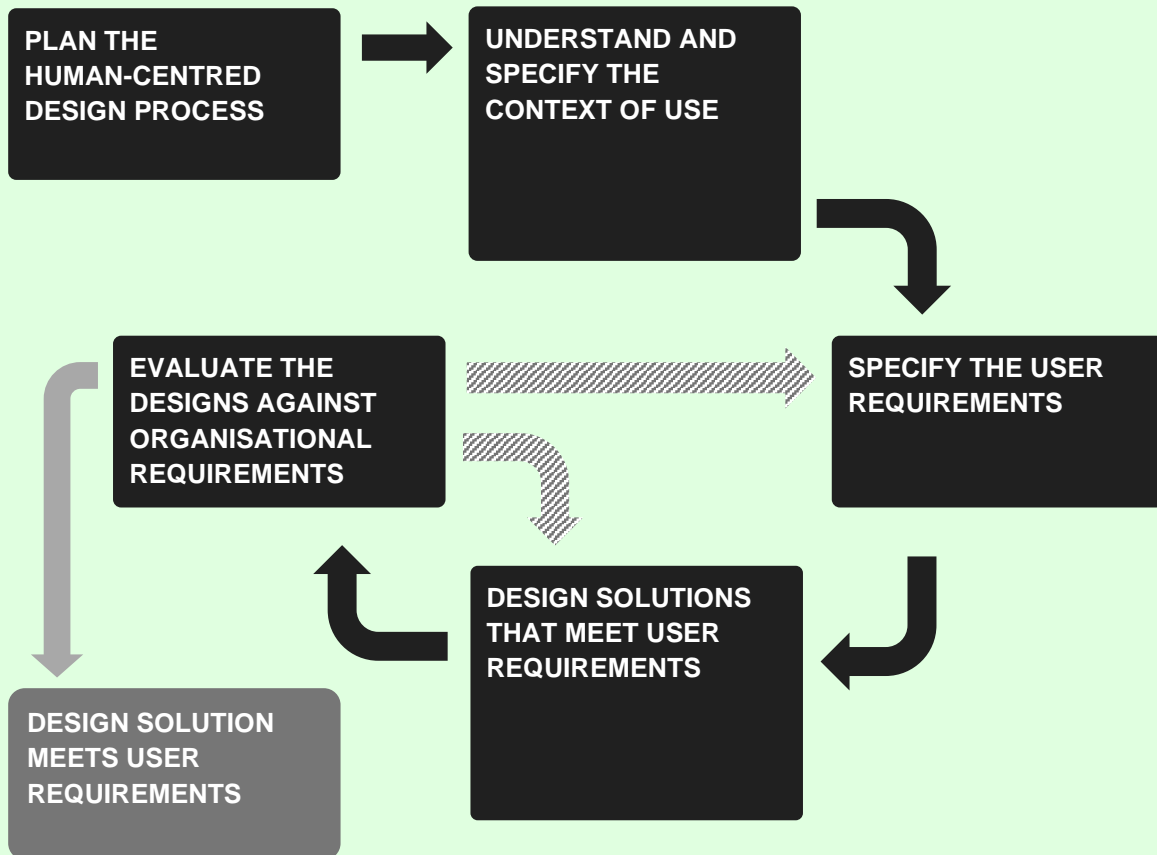 PLAN THE
HUMAN-CENTRED
DESIGN PROCESS
UNDERSTAND AND
SPECIFY THE
CONTEXT OF USE
EVALUATE THE
DESIGNS AGAINST
ORGANISATIONAL
REQUIREMENTS
SPECIFY THE USER
REQUIREMENTS
DESIGN SOLUTIONS
THAT MEET USER
REQUIREMENTS
DESIGN SOLUTION
MEETS USER
REQUIREMENTS